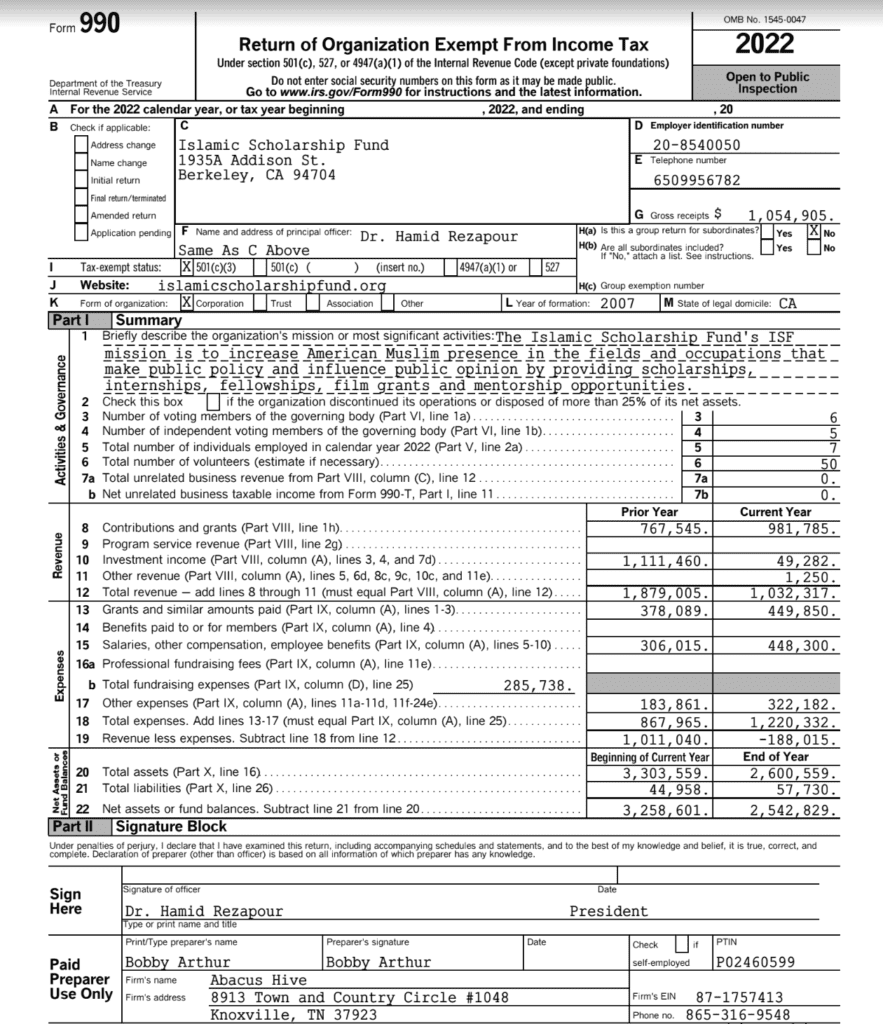 Form 990
OMB No. 1545-0047
Return of Organization Exempt From Income Tax
2022
Under section 501(c), 527, or 4947(a)(1) of the Internal Revenue Code (except private foundations)
Department of the Treasury
Internal Revenue Service
Do not enter social security numbers on this form as it may be made public.
Go to www.irs.gov/Form990 for instructions and the latest information.
Open to Public
Inspection
A For the 2022 calendar year, or tax year beginning , 2022, and ending , 20
B Check if applicable:
Address change
Name change
Initial return
Final return/terminated
Amended return
Application pending
C
Islamic Scholarship Fund
1935A Addison St.
Berkeley, CA 94704
D Employer identification number
20-8540050
E Telephone number
6509956782
G Gross receipts $ 1,054,905.
F Name and address of principal officer: Dr. Hamid Rezapour
Same As C Above
H(a) Is this a group return for subordinates? Yes X No
H(b) Are all subordinates included? Yes No
If "No," attach a list. See instructions.
I Tax-exempt status: X 501(c)(3) 501(c) ( ) (insert no.) 4947(a)(1) or 527
J Website: islamicscholarshipfund.org
H(c) Group exemption number
K Form of organization: X Corporation Trust Association Other
L Year of formation: 2007
M State of legal domicile: CA
Part I Summary
Activities & Governance
1 Briefly describe the organization's mission or most significant activities: The Islamic Scholarship Fund's ISF
mission is to increase American Muslim presence in the fields and occupations that
make public policy and influence public opinion by providing scholarships,
internships, fellowships, film grants and mentorship opportunities.
2 Check this box if the organization discontinued its operations or disposed of more than 25% of its net assets.
3 Number of voting members of the governing body (Part VI, line 1a) 3 6
4 Number of independent voting members of the governing body (Part VI, line 1b) 4 5
5 Total number of individuals employed in calendar year 2022 (Part V, line 2a) 5 7
6 Total number of volunteers (estimate if necessary) 6 50
7a Total unrelated business revenue from Part VIII, column (C), line 12 7a 0.
b Net unrelated business taxable income from Form 990-T, Part I, line 11 7b 0.
Prior Year Current Year
Revenue
8 Contributions and grants (Part VIII, line 1h) 767,545. 981,785.
9 Program service revenue (Part VIII, line 2g)
10 Investment income (Part VIII, column (A), lines 3, 4, and 7d) 1,111,460. 49,282.
11 Other revenue (Part VIII, column (A), lines 5, 6d, 8c, 9c, 10c, and 11e) 1,250.
12 Total revenue – add lines 8 through 11 (must equal Part VIII, column (A), line 12) 1,879,005. 1,032,317.
Expenses
13 Grants and similar amounts paid (Part IX, column (A), lines 1-3) 378,089. 449,850.
14 Benefits paid to or for members (Part IX, column (A), line 4)
15 Salaries, other compensation, employee benefits (Part IX, column (A), lines 5-10) 306,015. 448,300.
16a Professional fundraising fees (Part IX, column (A), line 11e)
b Total fundraising expenses (Part IX, column (D), line 25) 285,738.
17 Other expenses (Part IX, column (A), lines 11a-11d, 11f-24e) 183,861. 322,182.
18 Total expenses. Add lines 13-17 (must equal Part IX, column (A), line 25) 867,965. 1,220,332.
19 Revenue less expenses. Subtract line 18 from line 12 1,011,040. -188,015.
Net Assets or
Fund Balances
Beginning of Current Year End of Year
20 Total assets (Part X, line 16) 3,303,559. 2,600,559.
21 Total liabilities (Part X, line 26) 44,958. 57,730.
22 Net assets or fund balances. Subtract line 21 from line 20 3,258,601. 2,542,829.
Part II Signature Block
Under penalties of perjury, I declare that I have examined this return, including accompanying schedules and statements, and to the best of my knowledge and belief, it is true, correct, and
complete. Declaration of preparer (other than officer) is based on all information of which preparer has any knowledge.
Sign
Here
Signature of officer Date
Dr. Hamid Rezapour President
Type or print name and title
Paid
Preparer
Use Only
Print/Type preparer's name Preparer's signature Date Check if PTIN
Bobby Arthur Bobby Arthur self-employed P02460599
Firm's name Abacus Hive
Firm's address 8913 Town and Country Circle #1048 Firm's EIN 87-1757413
Knoxville, TN 37923 Phone no. 865-316-9548